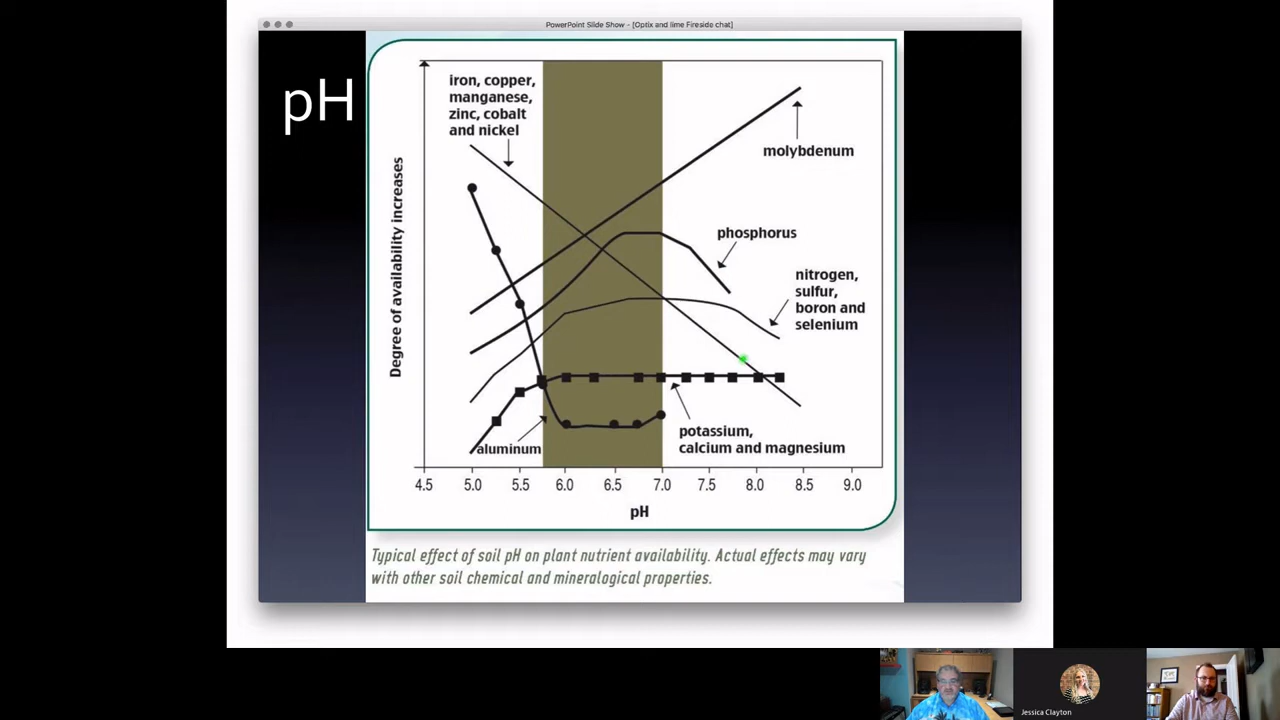 PowerPoint Slide Show - [Optix and lime Fireside chat]
pH
iron, copper,
manganese,
zinc, cobalt
and nickel
molybdenum
phosphorus
nitrogen,
sulfur,
boron and
selenium
Degree of availability increases
aluminum
potassium,
calcium and magnesium
4.5 5.0 5.5 6.0 6.5 7.0 7.5 8.0 8.5 9.0
pH
Typical effect of soil pH on plant nutrient availability. Actual effects may vary
with other soil chemical and mineralogical properties.
Jessica Clayton